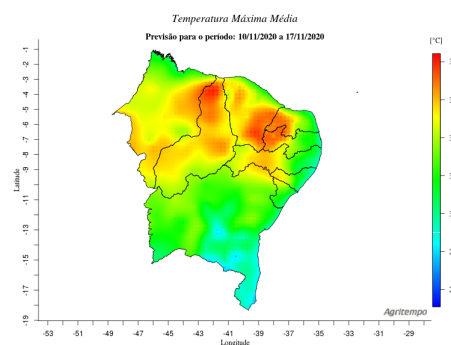 Temperatura Máxima Média
Previsão para o período: 10/11/2020 a 17/11/2020
[°C]
-1
-3
-5
-7
-9
-11
-13
-15
-17
-19
Latitude
Agritempo
-53 -51 -49 -47 -45 -43 -41 -39 -37 -35 -33 -31 -29
Longitude